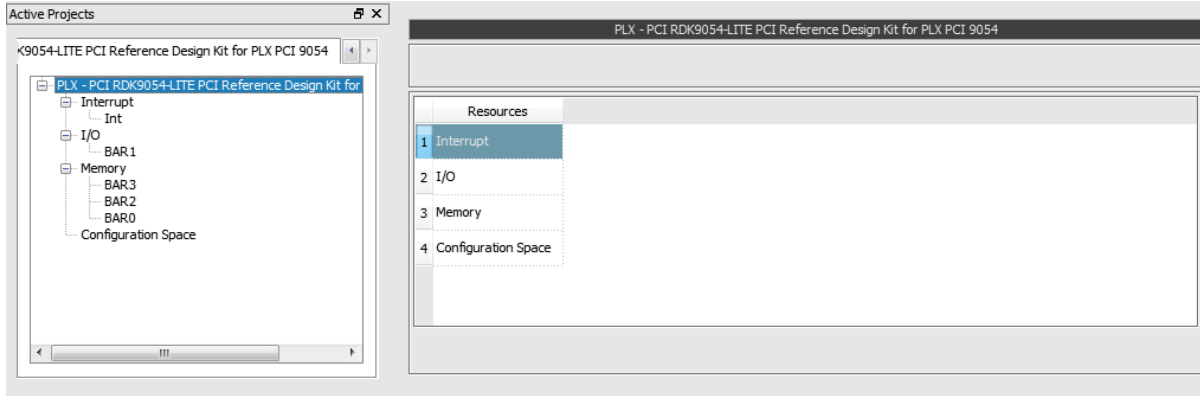 Active Projects
K9054-LITE PCI Reference Design Kit for PLX PCI 9054
PLX - PCI RDK9054-LITE PCI Reference Design Kit for
Interrupt
Int
I/O
BAR1
Memory
BAR3
BAR2
BAR0
Configuration Space
PLX - PCI RDK9054-LITE PCI Reference Design Kit for PLX PCI 9054
Resources
1 Interrupt
2 I/O
3 Memory
4 Configuration Space